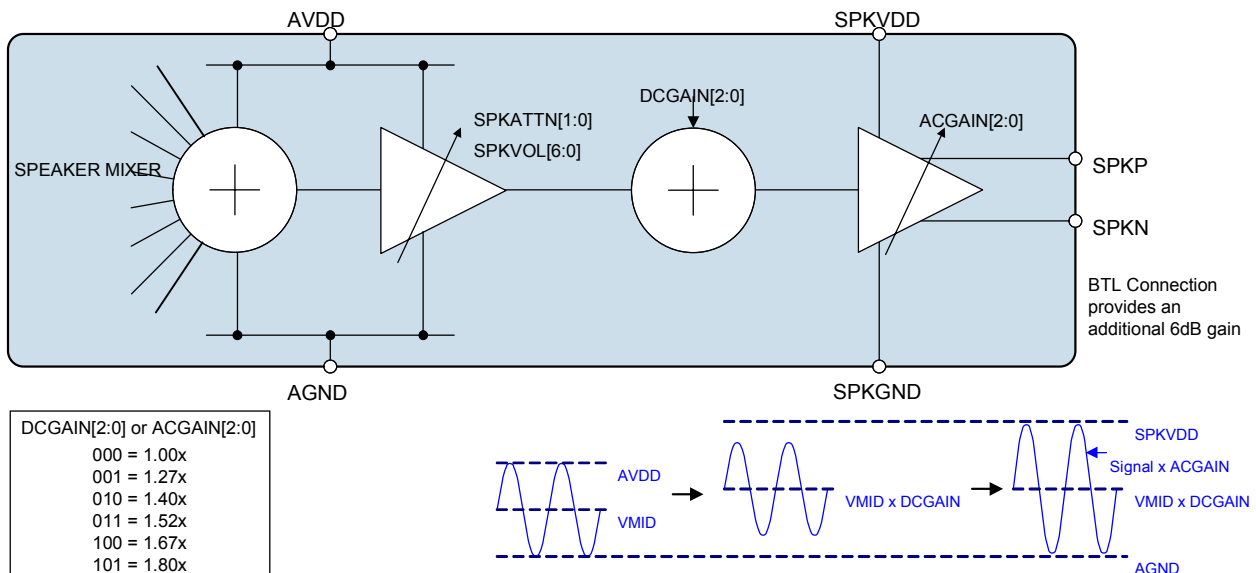 AVDD
SPKVDD
DCGAIN[2:0]
SPKATTN[1:0]
SPKVOL[6:0]
ACGAIN[2:0]
SPEAKER MIXER
SPKP
SPKN
BTL Connection
provides an
additional 6dB gain
AGND
SPKGND
DCGAIN[2:0] or ACGAIN[2:0]
000 = 1.00x
001 = 1.27x
010 = 1.40x
011 = 1.52x
100 = 1.67x
101 = 1.80x
AVDD
VMID
VMID x DCGAIN
SPKVDD
Signal x ACGAIN
VMID x DCGAIN
AGND